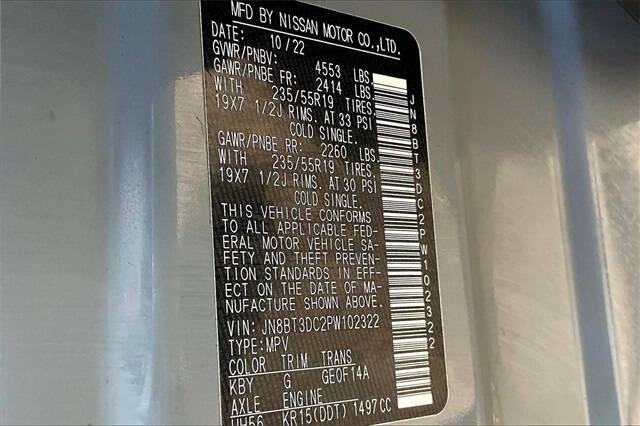 MFD BY NISSAN MOTOR CO.,LTD.
DATE: 10/22
GVWR/PNBV: 4553 LBS
GAWR/PNBE FR: 2414 LBS
WITH 235/55R19 TIRES
19X7 1/2J RIMS. AT 33 PSI
COLD SINGLE.
GAWR/PNBE RR: 2260 LBS.
WITH 235/55R19 TIRES.
19X7 1/2J RIMS. AT 30 PSI
COLD SINGLE.
THIS VEHICLE CONFORMS
TO ALL APPLICABLE FED-
ERAL MOTOR VEHICLE SA-
FETY AND THEFT PREVEN-
TION STANDARDS IN EFF-
ECT ON THE DATE OF MA-
NUFACTURE SHOWN ABOVE.
VIN: JN8BT3DC2PW102322
TYPE:MPV
COLOR TRIM TRANS
KBY G GE0F14A
AXLE ENGINE
UH56 KR15(DDT) 1497CC
JN8BT3DC2PW102322